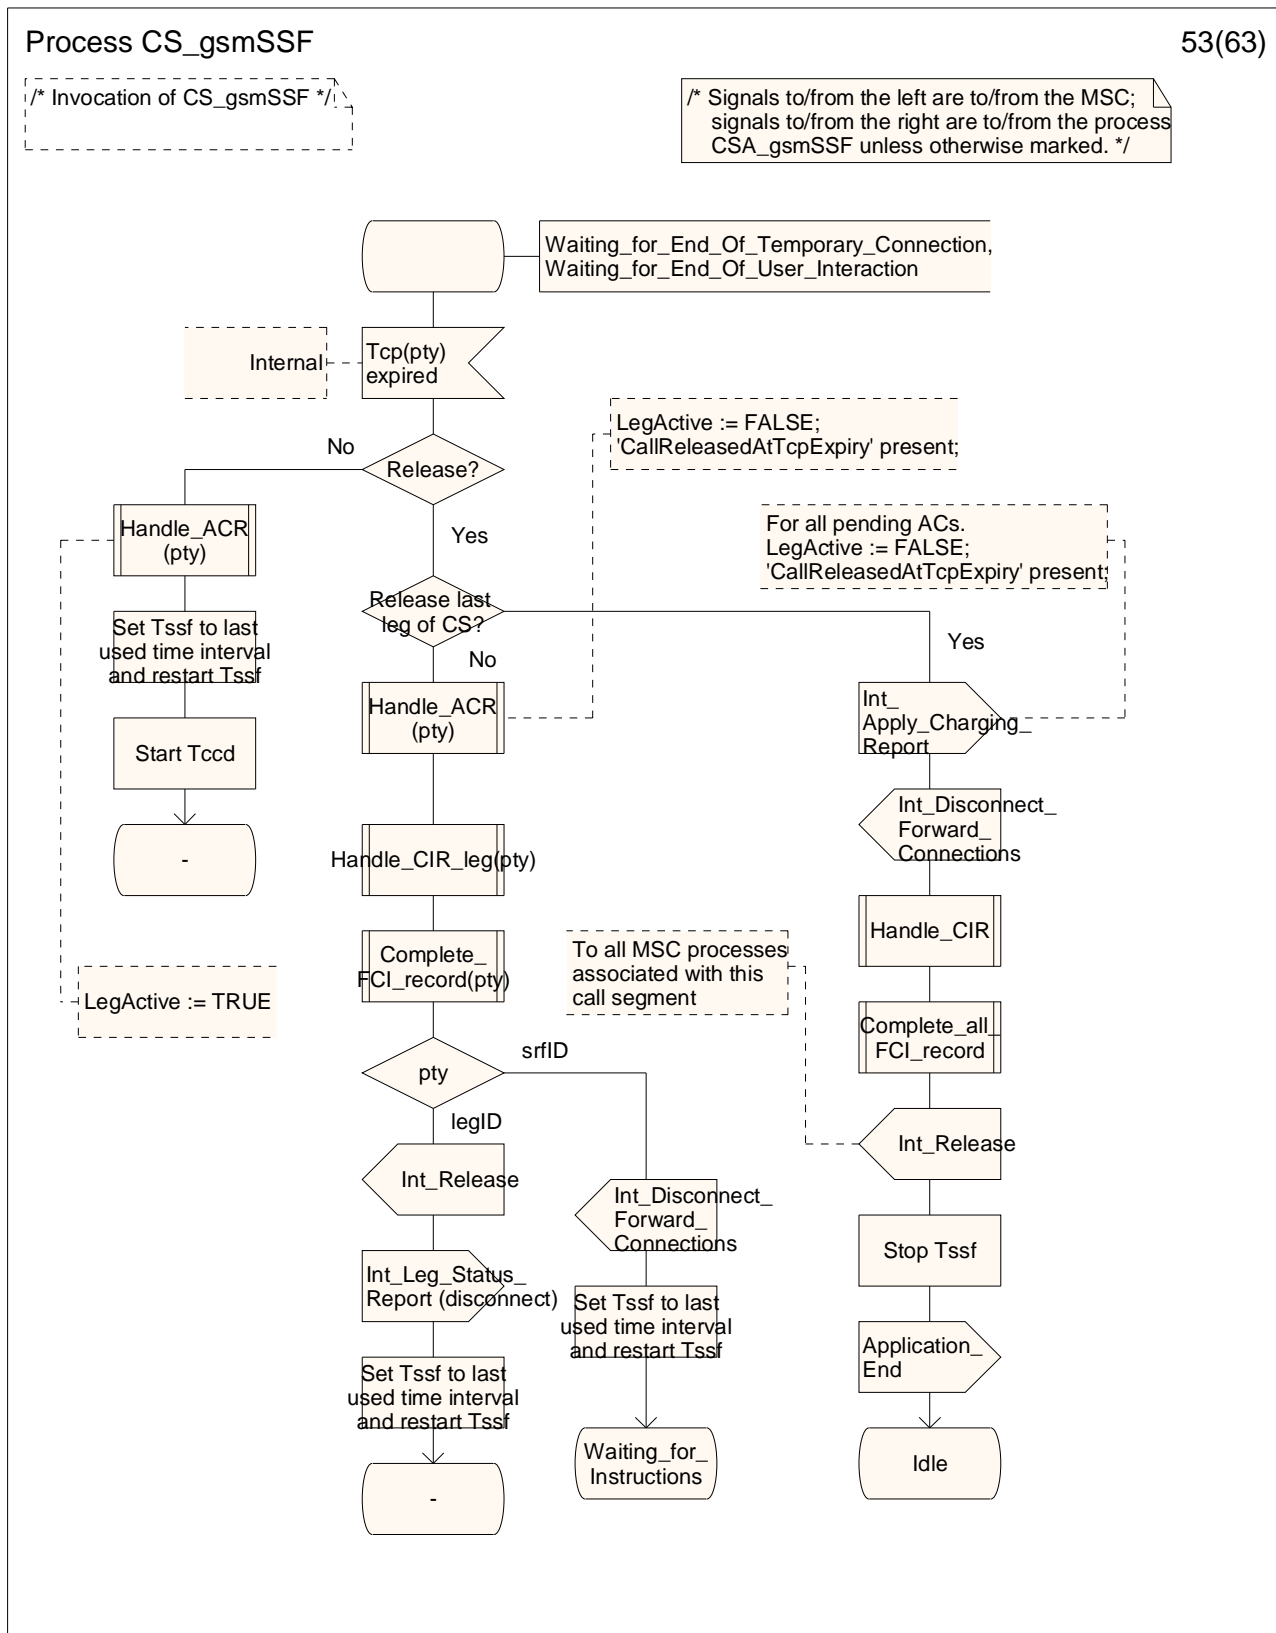 Process CS_gsmSSF
53(63)
/* Invocation of CS_gsmSSF */
/* Signals to/from the left are to/from the MSC;
signals to/from the right are to/from the process
CSA_gsmSSF unless otherwise marked. */
Waiting_for_End_Of_Temporary_Connection,
Waiting_for_End_Of_User_Interaction
Internal
Tcp(pty)
expired
LegActive := FALSE;
'CallReleasedAtTcpExpiry' present;
No
Release?
Yes
For all pending ACs.
LegActive := FALSE;
'CallReleasedAtTcpExpiry' present;
Handle_ACR
(pty)
Set Tssf to last
used time interval
and restart Tssf
Start Tccd
-
LegActive := TRUE
Release last
leg of CS?
Yes
No
Handle_ACR
(pty)
Handle_CIR_leg(pty)
Complete_
FCI_record(pty)
pty
srfID
legID
Int_Release
Int_Leg_Status_
Report (disconnect)
Set Tssf to last
used time interval
and restart Tssf
-
Int_Disconnect_
Forward_
Connections
Set Tssf to last
used time interval
and restart Tssf
Waiting_for_
Instructions
Int_
Apply_Charging_
Report
Int_Disconnect_
Forward_
Connections
Handle_CIR
Complete_all_
FCI_record
To all MSC processes
associated with this
call segment
Int_Release
Stop Tssf
Application_
End
Idle